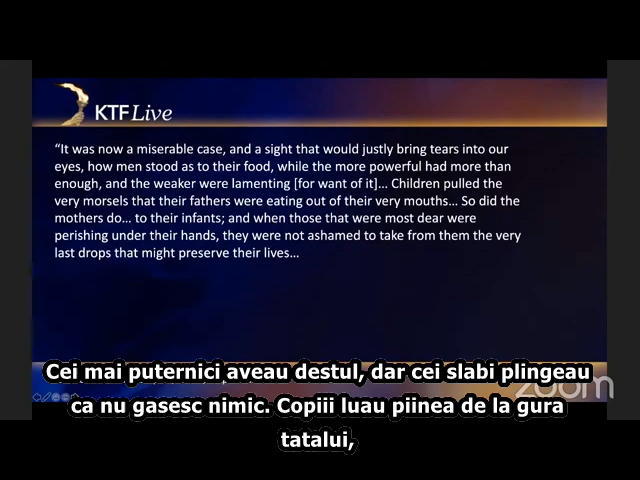 KTF Live
“It was now a miserable case, and a sight that would justly bring tears into our
eyes, how men stood as to their food, while the more powerful had more than
enough, and the weaker were lamenting [for want of it]... Children pulled the
very morsels that their fathers were eating out of their very mouths... So did the
mothers do... to their infants; and when those that were most dear were
perishing under their hands, they were not ashamed to take from them the very
last drops that might preserve their lives...
Cei mai puternici aveau destul, dar cei slabi plingeau
zoom
ca nu gasesc nimic. Copiii luau piinea de la gura
tatalui,